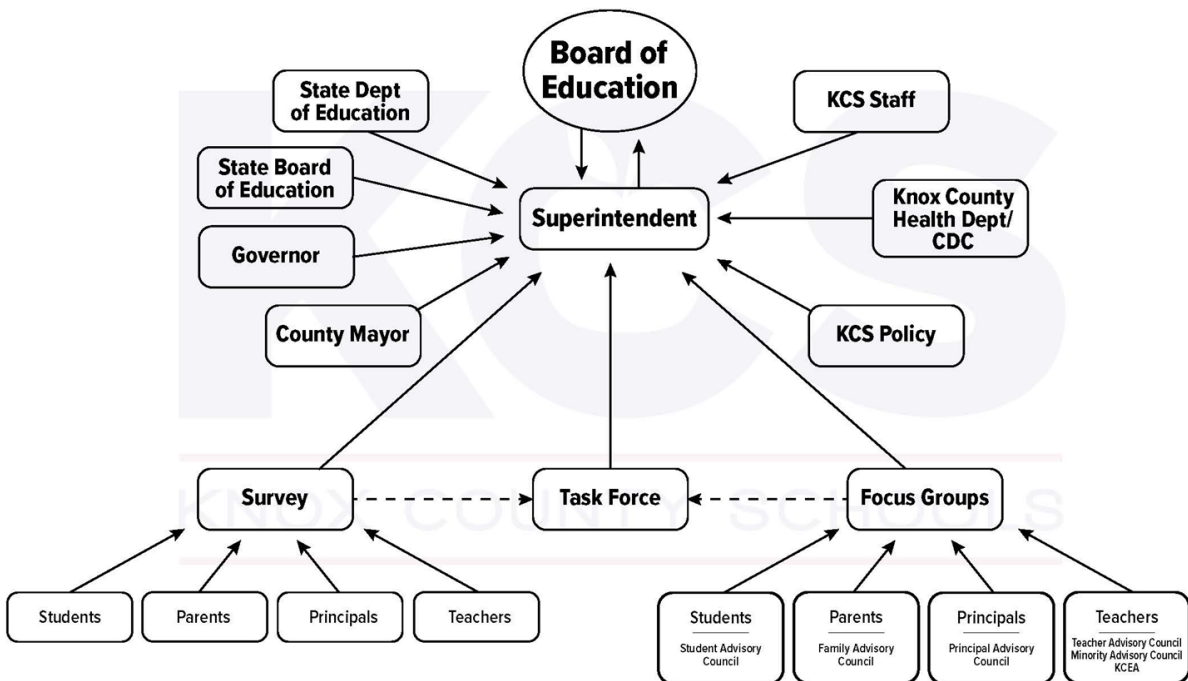 Board of
Education
State Dept
of Education
KCS Staff
State Board
of Education
Superintendent
Knox County
Health Dept/
CDC
Governor
County Mayor
KCS Policy
KCS
Survey
Task Force
Focus Groups
KNOX COUNTY SCHOOLS
Students
Parents
Principals
Teachers
Students
Student Advisory
Council
Parents
Family Advisory
Council
Principals
Principal Advisory
Council
Teachers
Teacher Advisory Council
Minority Advisory Council
KCEA